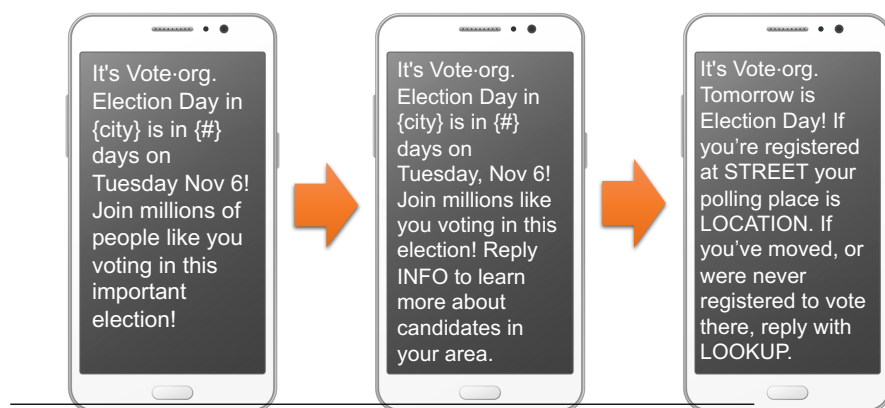 It's Vote·org.
Election Day in
{city} is in {#}
days on
Tuesday Nov 6!
Join millions of
people like you
voting in this
important
election!
It's Vote·org.
Election Day in
{city} is in {#}
days on
Tuesday, Nov 6!
Join millions like
you voting in this
election! Reply
INFO to learn
more about
candidates in
your area.
It's Vote·org.
Tomorrow is
Election Day! If
you’re registered
at STREET your
polling place is
LOCATION. If
you’ve moved, or
were never
registered to vote
there, reply with
LOOKUP.